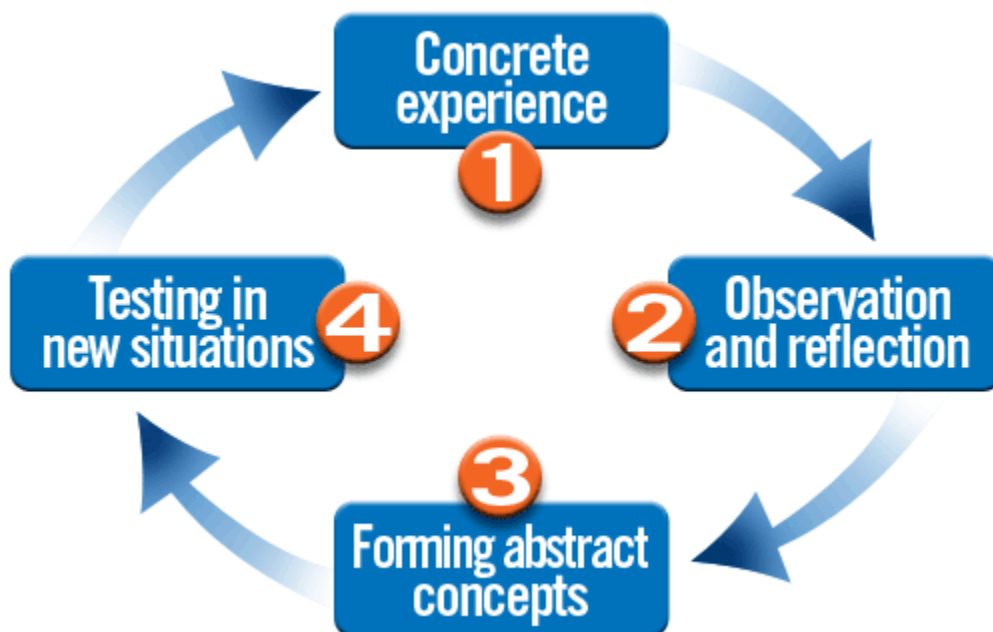 Concrete
experience
1
2
Observation
and reflection
3
Forming abstract
concepts
4
Testing in
new situations